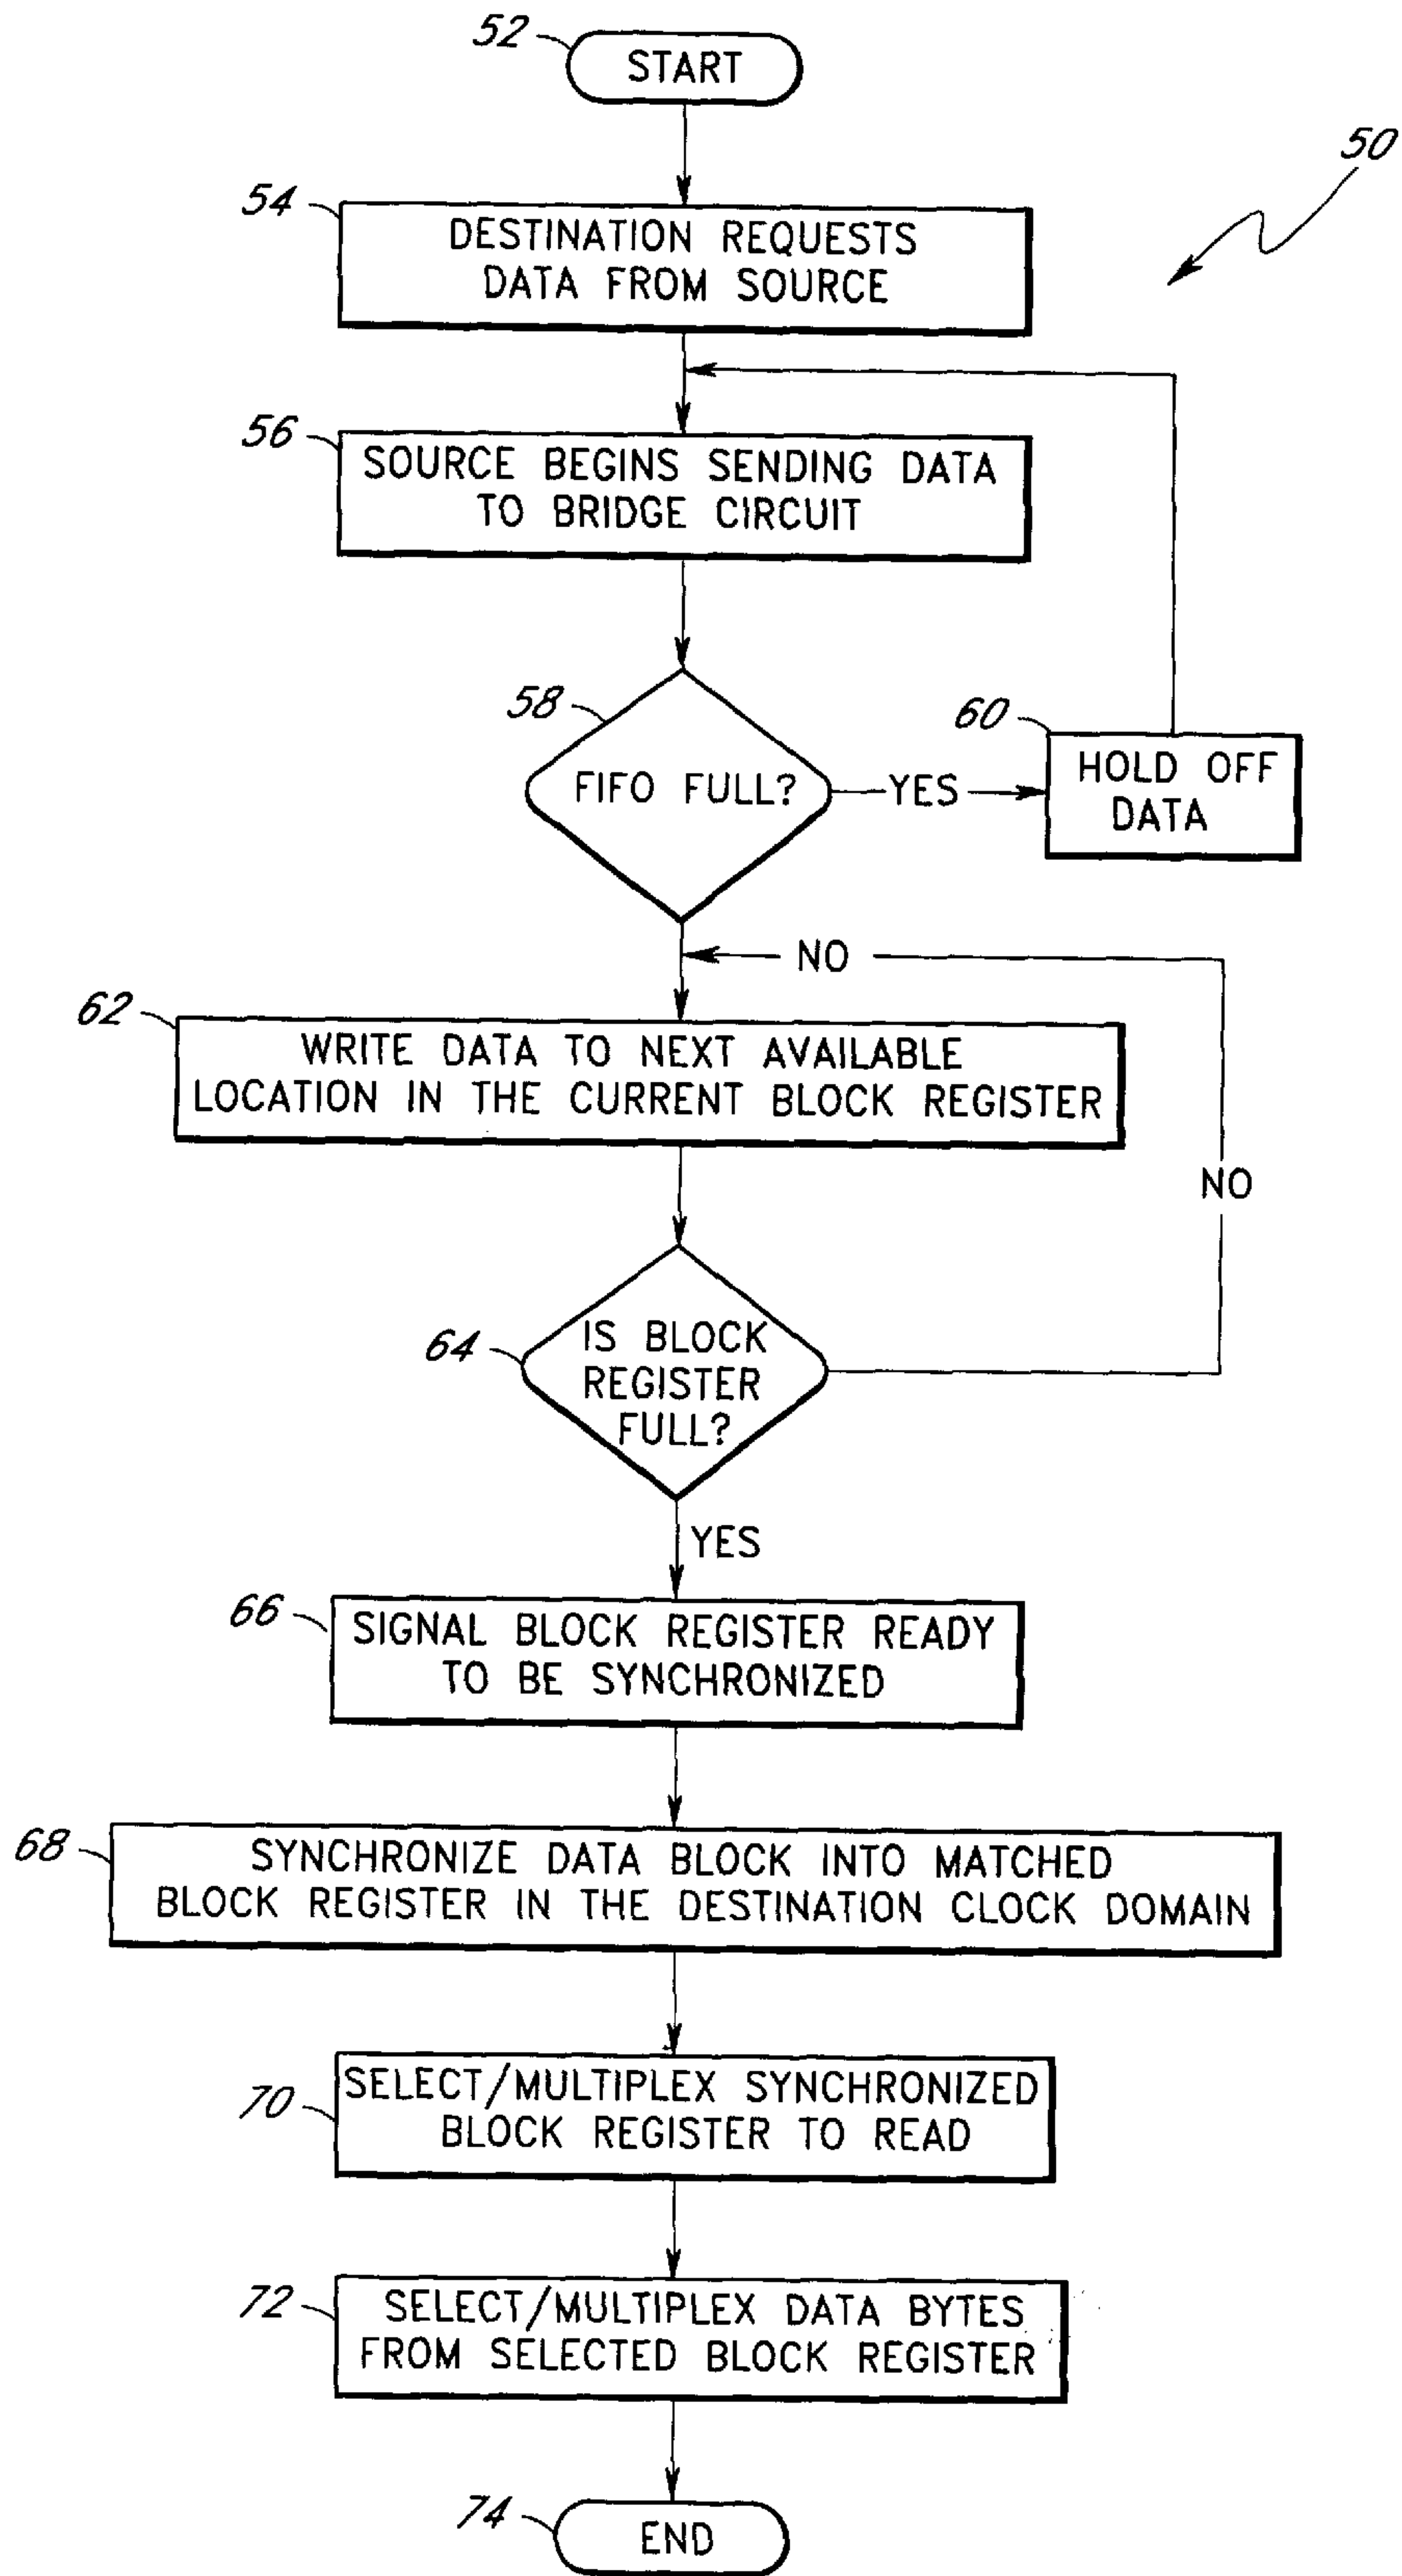 52
START
50
54
DESTINATION REQUESTS
DATA FROM SOURCE
56
SOURCE BEGINS SENDING DATA
TO BRIDGE CIRCUIT
58
FIFO FULL?
YES
60
HOLD OFF
DATA
NO
62
WRITE DATA TO NEXT AVAILABLE
LOCATION IN THE CURRENT BLOCK REGISTER
NO
64
IS BLOCK
REGISTER
FULL?
YES
66
SIGNAL BLOCK REGISTER READY
TO BE SYNCHRONIZED
68
SYNCHRONIZE DATA BLOCK INTO MATCHED
BLOCK REGISTER IN THE DESTINATION CLOCK DOMAIN
70
SELECT/MULTIPLEX SYNCHRONIZED
BLOCK REGISTER TO READ
72
SELECT/MULTIPLEX DATA BYTES
FROM SELECTED BLOCK REGISTER
74
END